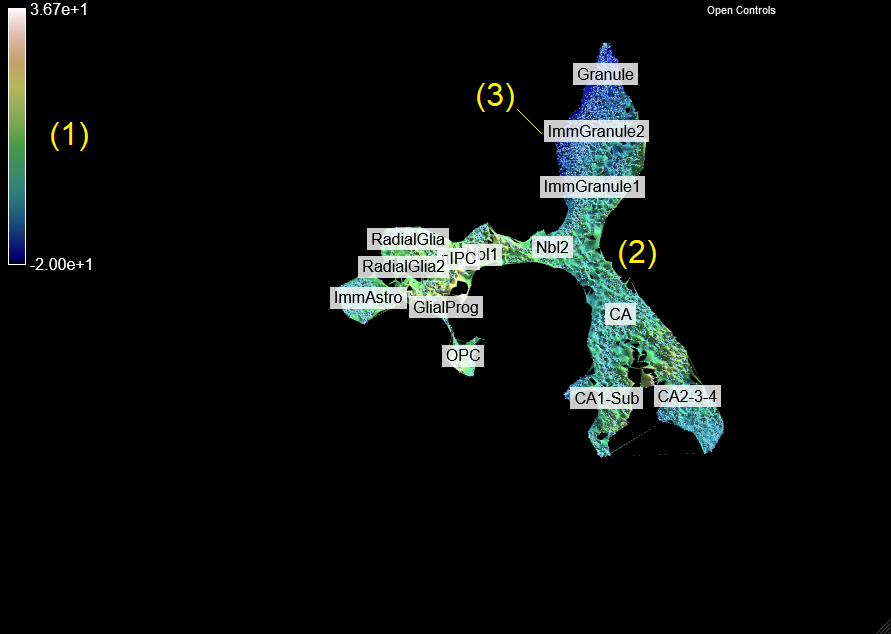 3.67e+1
Open Controls
Granule
(3)
ImmGranule2
(1)
ImmGranule1
RadialGlia
Nbl2
IPC
bl1
(2)
RadialGlia2
-2.00e+1
ImmAstro
GlialProg
CA
OPC
CA1-Sub
CA2-3-4